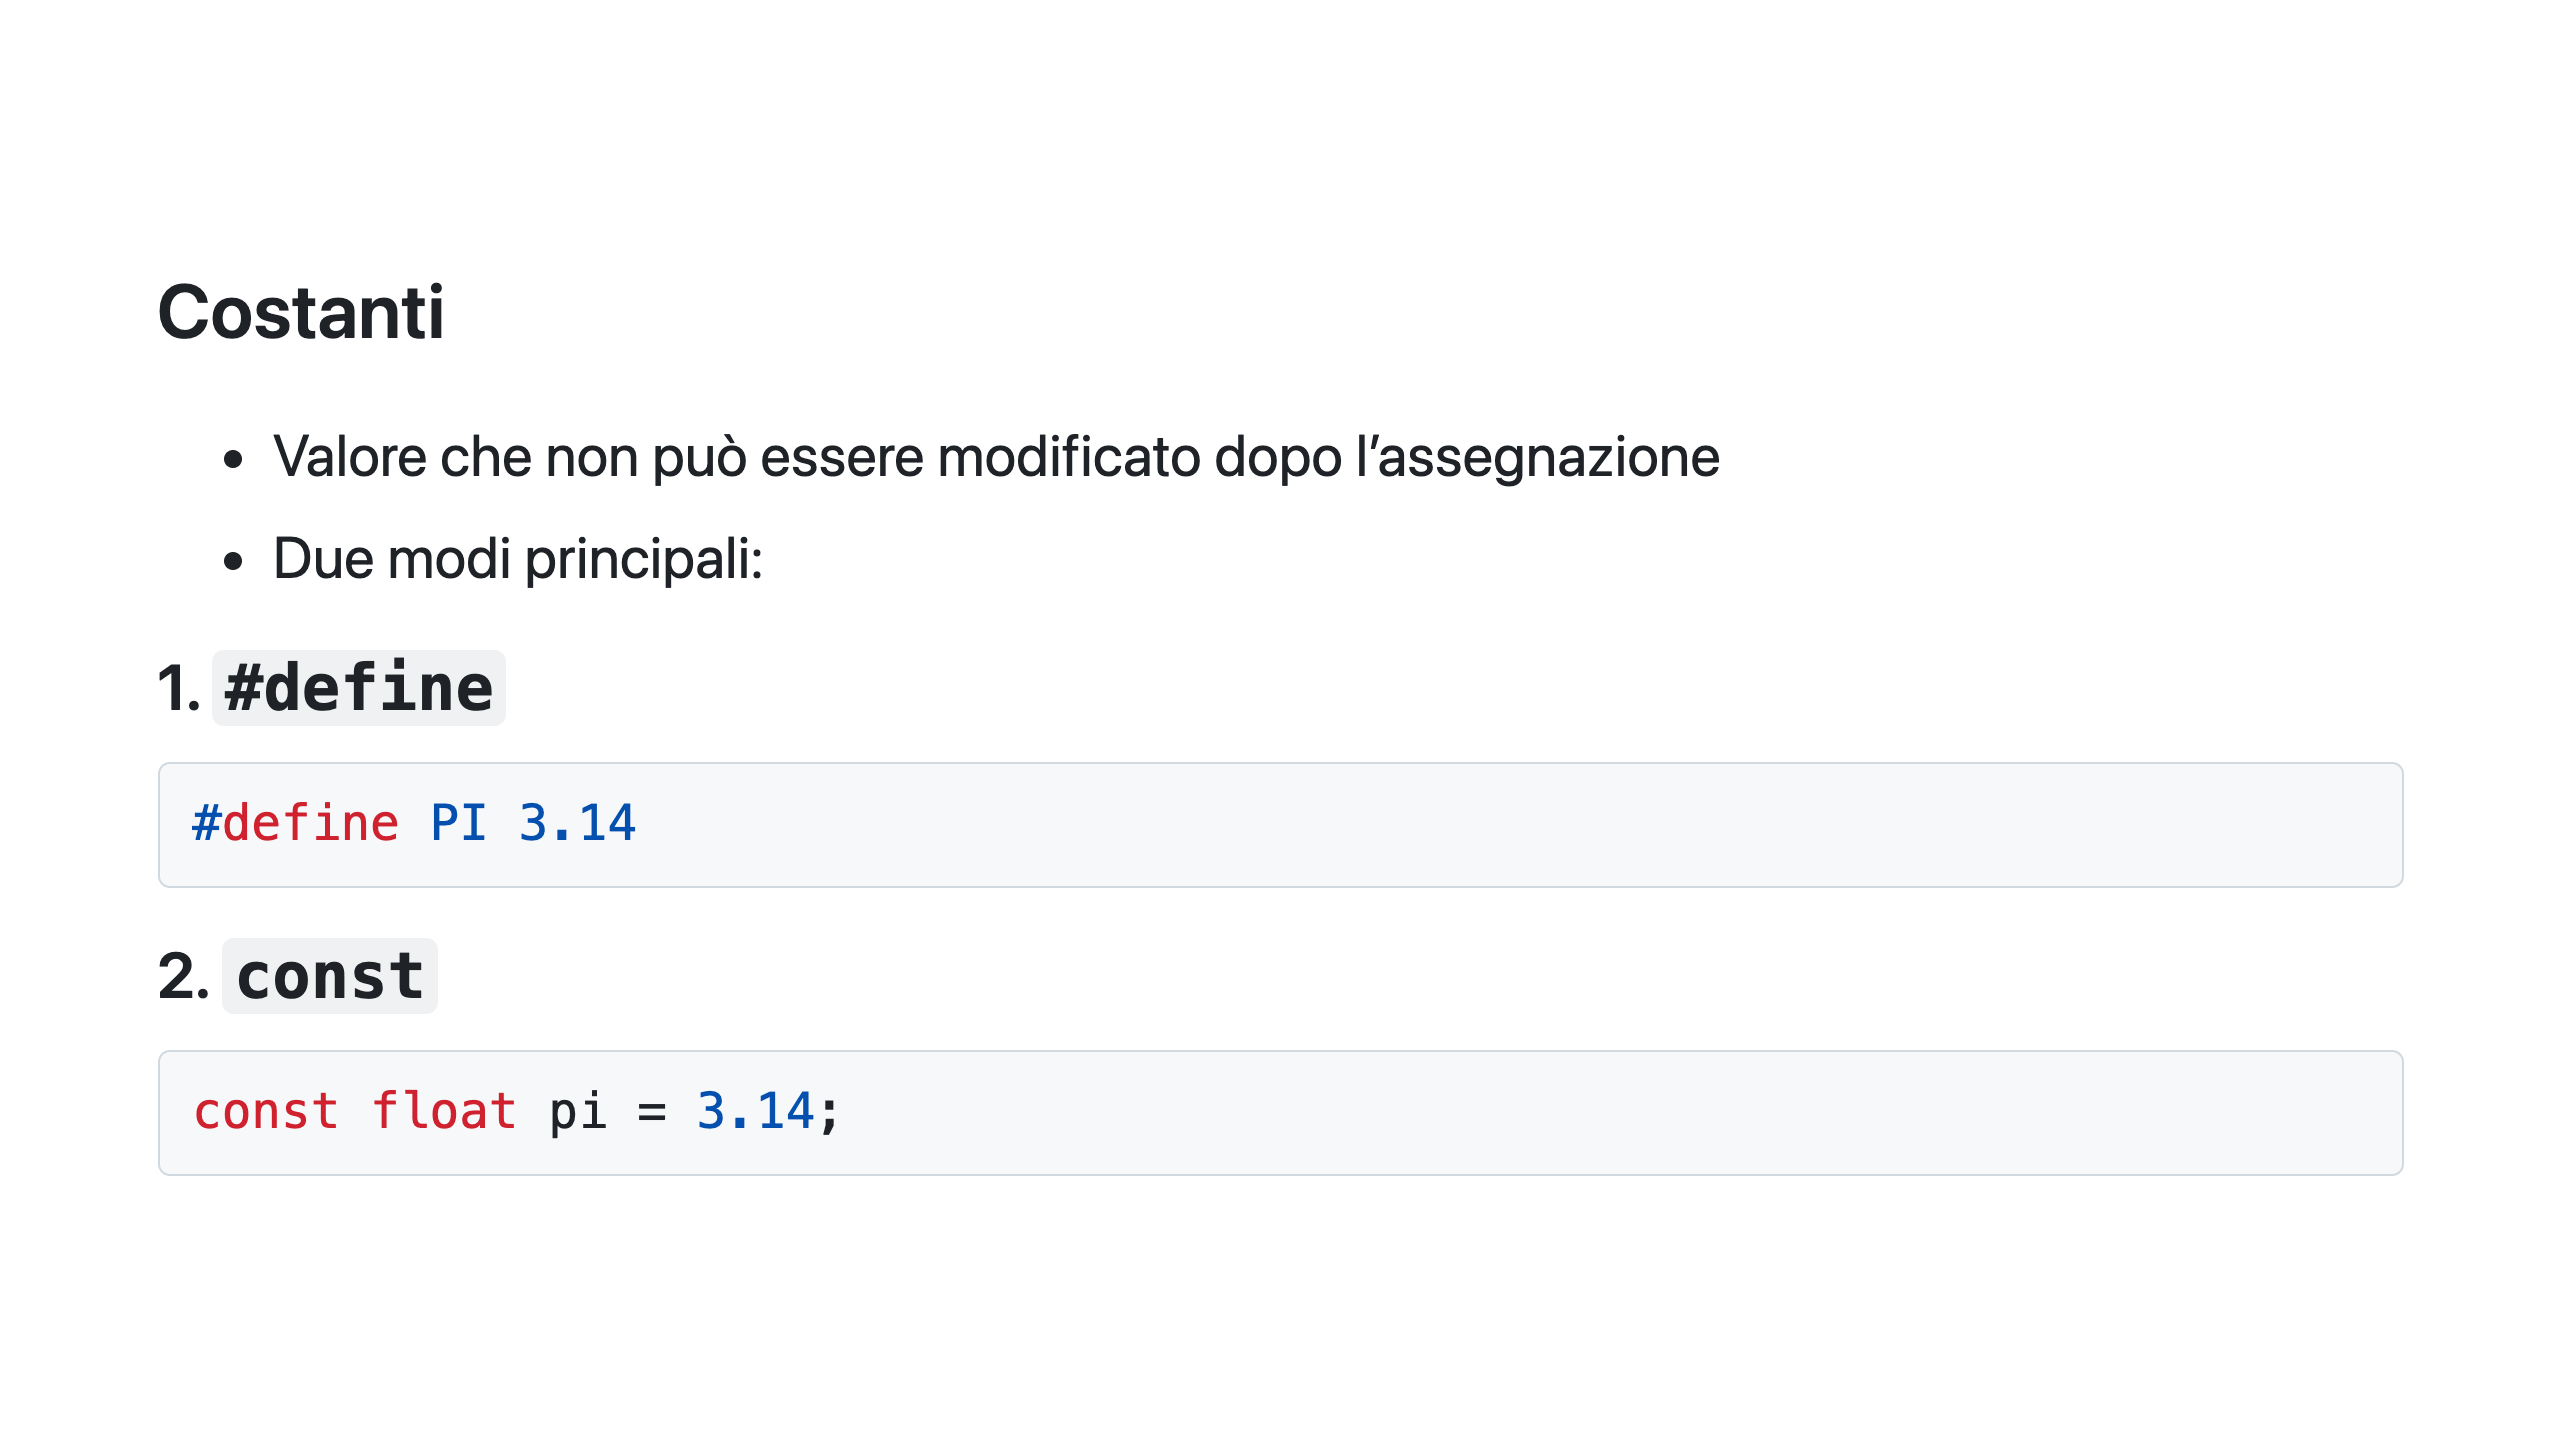 Costanti
• Valore che non può essere modificato dopo l’assegnazione
• Due modi principali:
1. #define
#define PI 3.14
2. const
const float pi = 3.14;